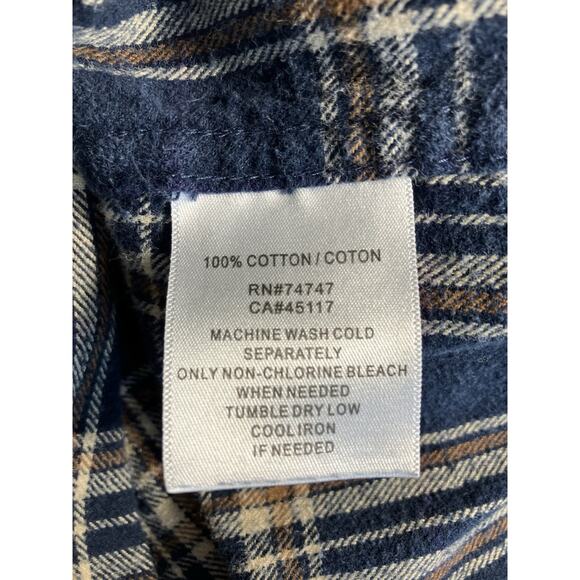 100% COTTON / COTON
RN#74747
CA#45117
MACHINE WASH COLD
SEPARATELY
ONLY NON-CHLORINE BLEACH
WHEN NEEDED
TUMBLE DRY LOW
COOL IRON
IF NEEDED